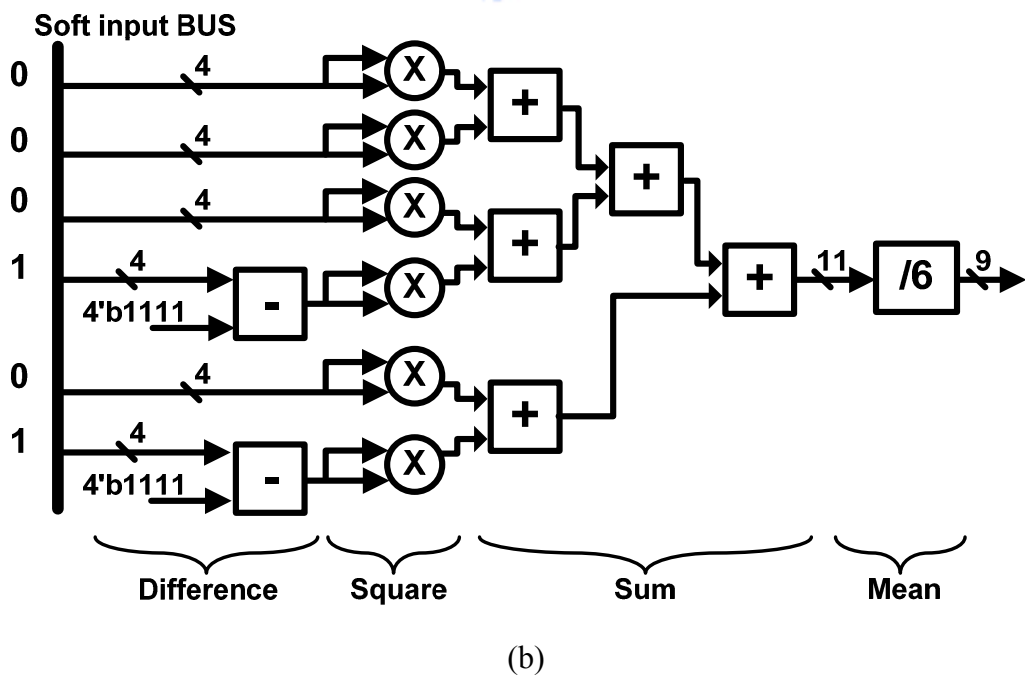 Soft input BUS
0
4
X
+
0
4
X
+
0
4
X
+
1
4
4'b1111
-
X
+
11
/6
9
0
4
X
+
1
4
4'b1111
-
X
Difference
Square
Sum
Mean
(b)